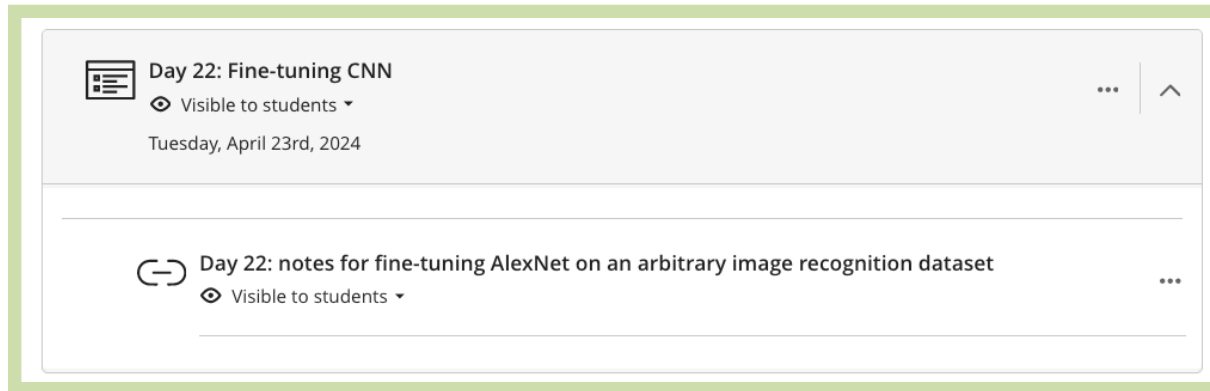 Day 22: Fine-tuning CNN
Visible to students
Tuesday, April 23rd, 2024
Day 22: notes for fine-tuning AlexNet on an arbitrary image recognition dataset
Visible to students